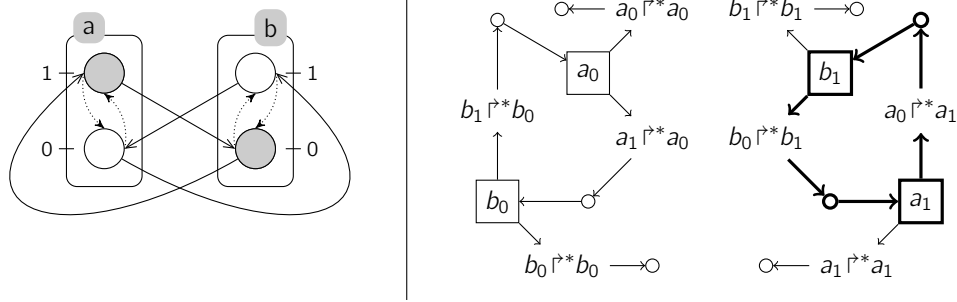 a b
1 1
0 0
a₀ ↱* a₀ b₁ ↱* b₁
a₀ b₁
b₁ ↱* b₀ a₀ ↱* a₁
a₁ ↱* a₀ b₀ ↱* b₁
b₀ a₁
b₀ ↱* b₀ a₁ ↱* a₁